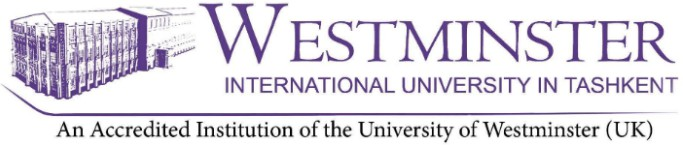 WESTMINSTER
INTERNATIONAL UNIVERSITY IN TASHKENT
An Accredited Institution of the University of Westminster (UK)